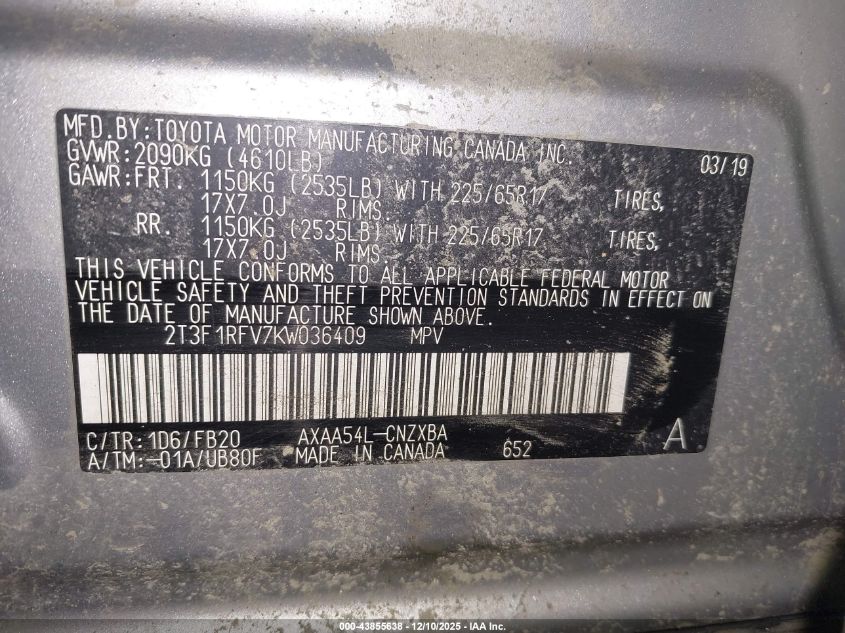 MFD.BY:TOYOTA MOTOR MANUFACTURING CANADA INC. 03/19
GVWR:2090KG (4610LB)
GAWR:FRT. 1150KG (2535LB) WITH 225/65R17 TIRES,
17X7.0J RIMS,
RR. 1150KG (2535LB) WITH 225/65R17 TIRES,
17X7.0J RIMS
THIS VEHICLE CONFORMS TO ALL APPLICABLE FEDERAL MOTOR
VEHICLE SAFETY AND THEFT PREVENTION STANDARDS IN EFFECT ON
THE DATE OF MANUFACTURE SHOWN ABOVE.
2T3F1RFV7KW036409 MPV
C/TR:1D6/FB20 AXAA54L-CNZXBA A
A/TM:-01A/UB80F MADE IN CANADA 652
000-43855638 - 12/10/2025 - IAA Inc.